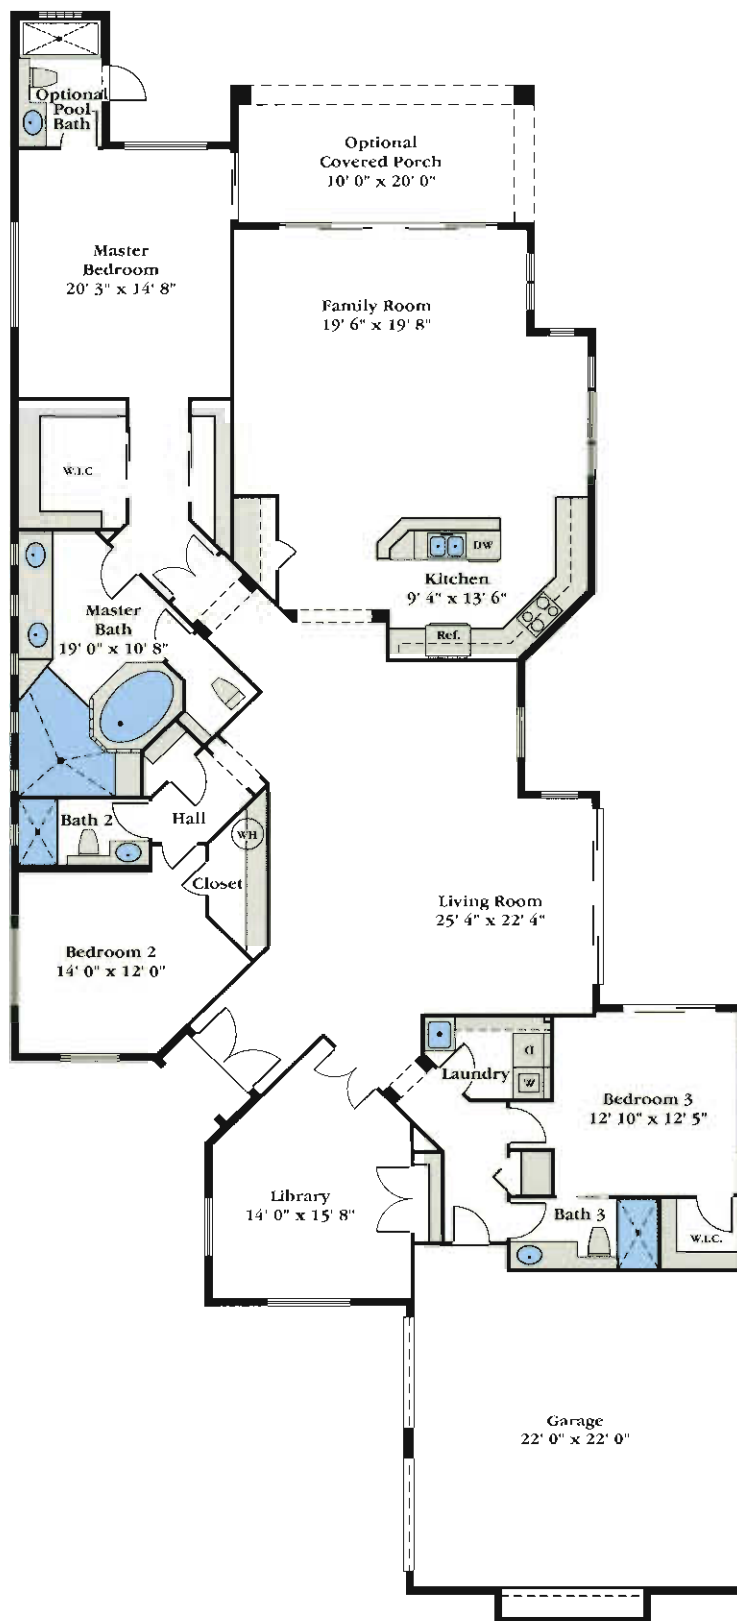 Optional
Pool
Bath
Optional
Covered Porch
10' 0" x 20' 0"
Master
Bedroom
20' 3" x 14' 8"
Family Room
19' 6" x 19' 8"
W.I.C
DW
Kitchen
9' 4" x 13' 6"
Ref.
Master
Bath
19' 0" x 10' 8"
Bath 2
Hall
WH
Closet
Living Room
25' 4" x 22' 4"
Bedroom 2
14' 0" x 12' 0"
Laundry
D
W
Bedroom 3
12' 10" x 12' 5"
Library
14' 0" x 15' 8"
Bath 3
W.I.C.
Garage
22' 0" x 22' 0"